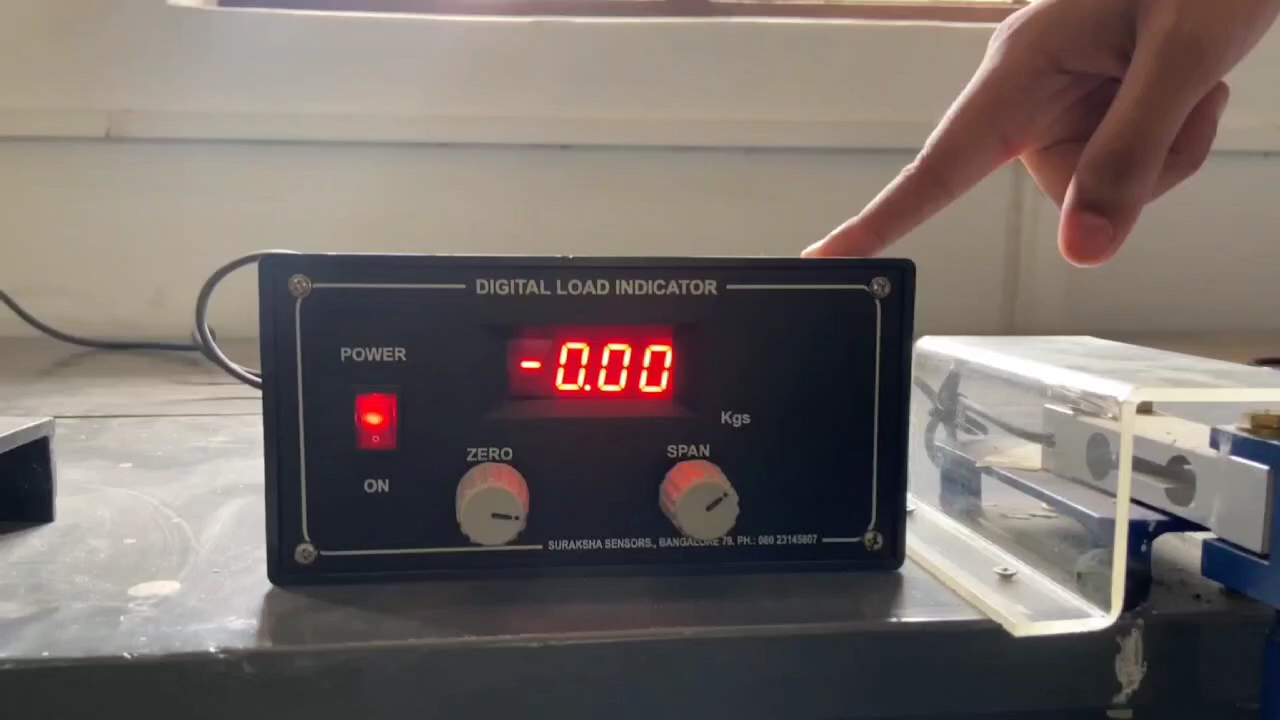 DIGITAL LOAD INDICATOR
POWER
-0.00
Kgs
ZERO
SPAN
ON
SURAKSHA SENSORS., BANGALORE 79. PH.: 080 23145807